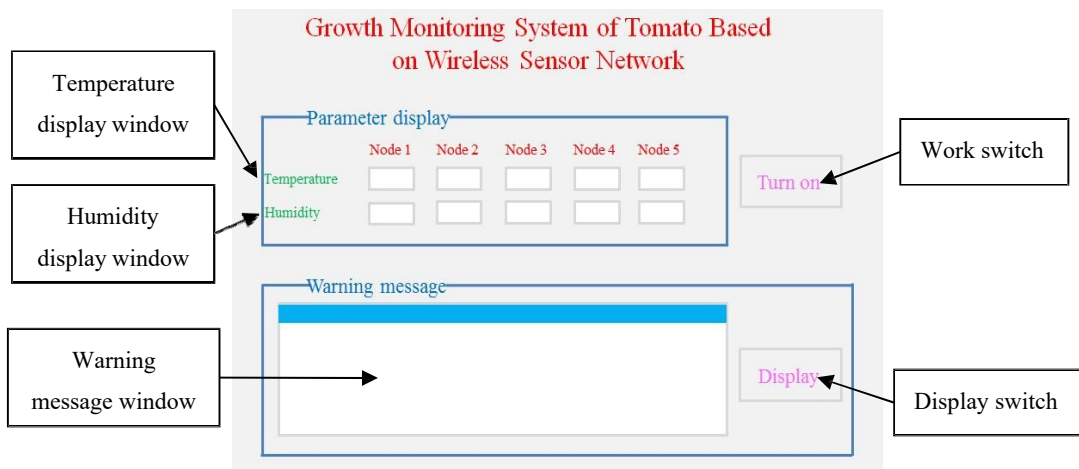 Growth Monitoring System of Tomato Based
on Wireless Sensor Network
Temperature
display window
Parameter display
Node 1 Node 2 Node 3 Node 4 Node 5
Temperature
Turn on
Work switch
Humidity
Humidity
display window
Warning message
Warning
message window
Display
Display switch